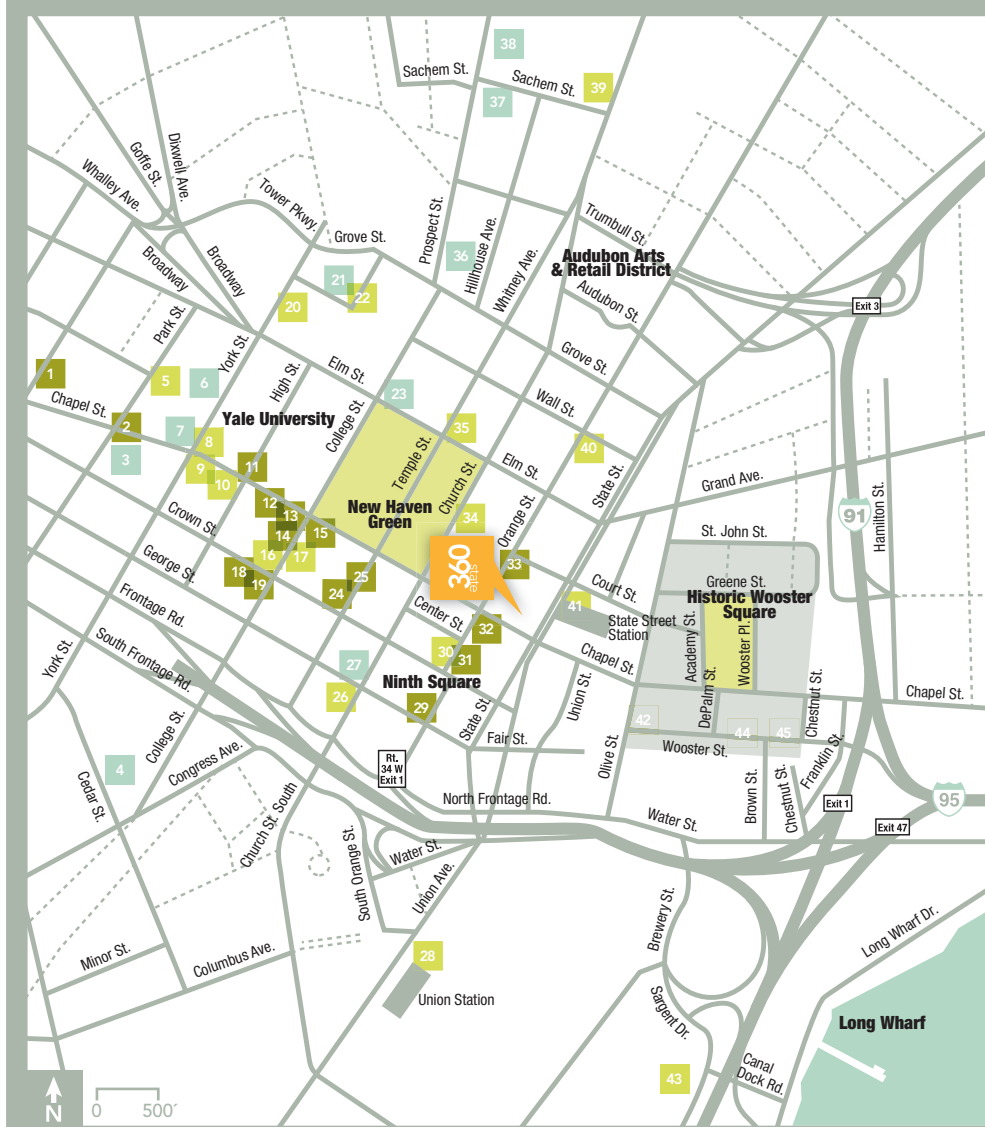 38
Sachem St.
Sachem St.
39
37
Goffe St.
Dixwell Ave.
Whalley Ave.
Tower Pkwy.
Prospect St.
Hillhouse Ave.
Trumbull St.
Grove St.
36
Whitney Ave.
Audubon Arts
& Retail District
Broadway
Broadway
21
22
20
Audubon St.
Exit 3
Park St.
York St.
High St.
Elm St.
Grove St.
1
5
6
23
Wall St.
Chapel St.
2
7
8
Yale University
College St.
Temple St.
35
40
3
9
10
11
Church St.
Elm St.
State St.
Grand Ave.
Crown St.
12
13
New Haven
Green
34
Orange St.
91
Hamilton St.
14
15
St. John St.
George St.
16
17
360
state
33
18
19
25
24
Court St.
Greene St.
Historic Wooster
Square
Frontage Rd.
Center St.
41
State Street
Station
Academy St.
Wooster Pl.
32
South Frontage Rd.
York St.
30
31
Chapel St.
27
Ninth Square
Union St.
DePalm St.
Chestnut St.
Chapel St.
26
29
State St.
42
44
45
College St.
Fair St.
Olive St.
Wooster St.
Franklin St.
4
Congress Ave.
Rt.
34 W
Exit 1
Cedar St.
North Frontage Rd.
Brown St.
Chestnut St.
Exit 1
95
Church St. South
Water St.
Exit 47
South Orange St.
Water St.
Union Ave.
Brewery St.
Long Wharf Dr.
Minor St.
Columbus Ave.
28
Union Station
Sargent Dr.
Long Wharf
43
Canal
Dock Rd.
N
0
500′